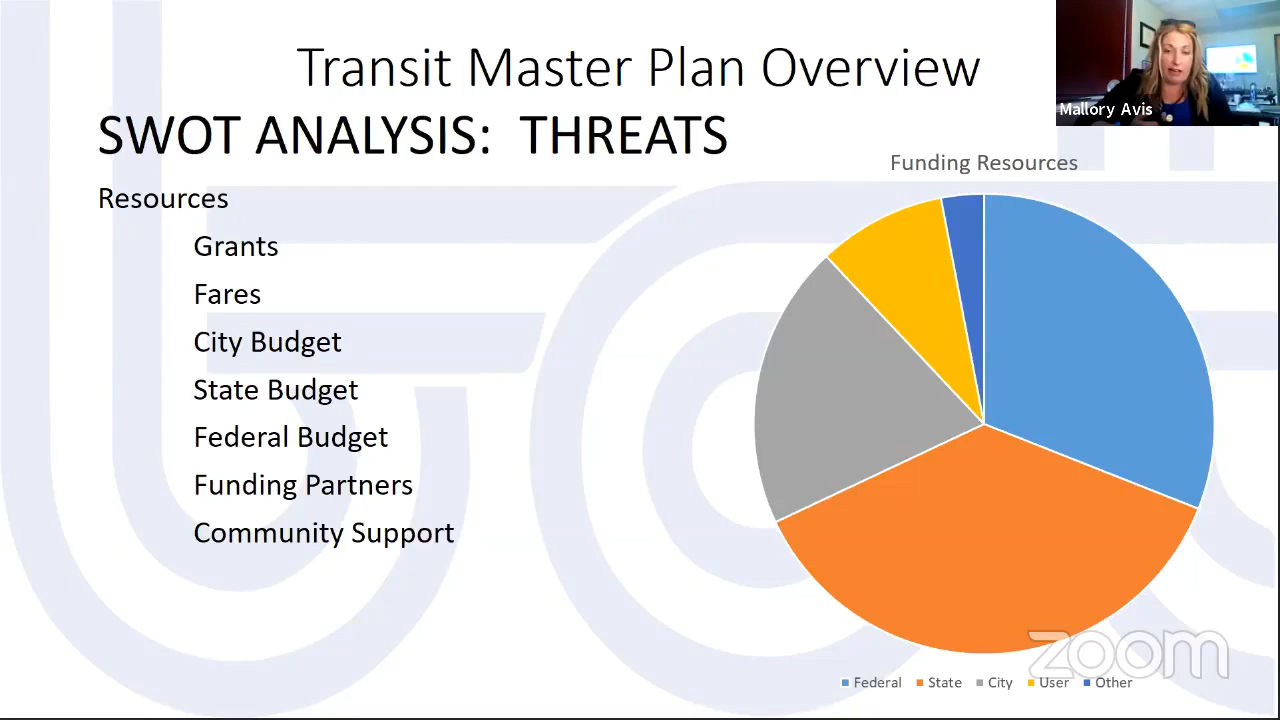 Transit Master Plan Overview
Mallory Avis
SWOT ANALYSIS: THREATS
Funding Resources
Resources
Grants
Fares
City Budget
State Budget
Federal Budget
Funding Partners
Community Support
zoom
Federal State City User Other